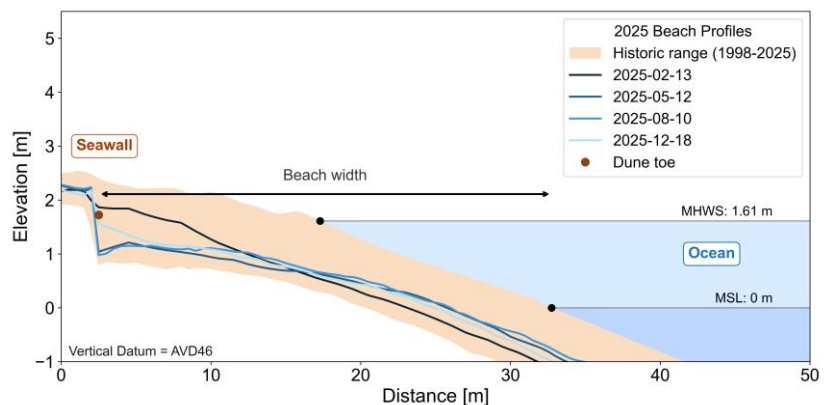 2025 Beach Profiles
Historic range (1998-2025)
2025-02-13
2025-05-12
2025-08-10
2025-12-18
Dune toe
Seawall
Beach width
MHWS: 1.61 m
Ocean
MSL: 0 m
Vertical Datum = AVD46
Elevation [m]
5
4
3
2
1
0
−1
0
10
20
30
40
50
Distance [m]